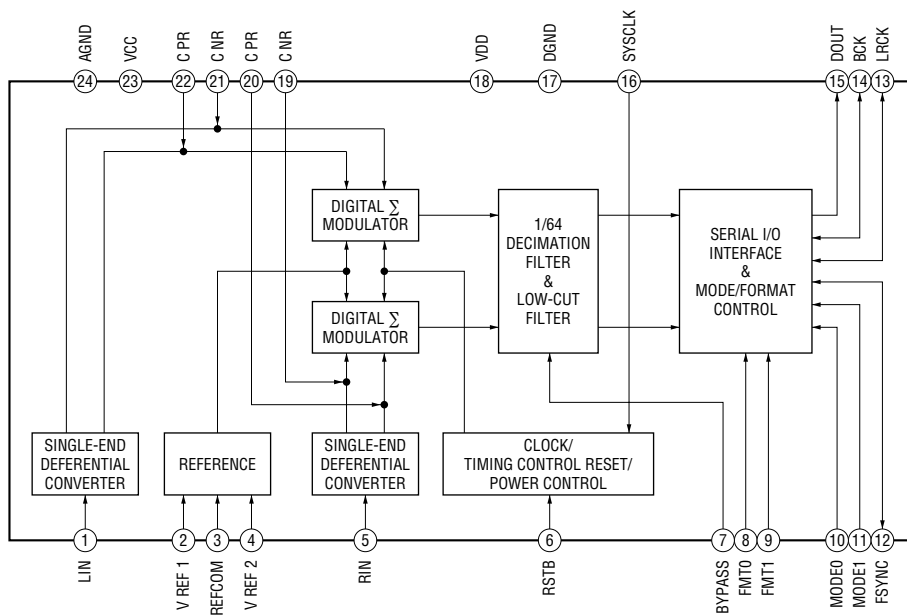 AGND
VCC
C PR
C NR
C PR
C NR
VDD
DGND
SYSCLK
DOUT
BCK
LRCK
24
23
22
21
20
19
18
17
16
15
14
13
DIGITAL ∑
MODULATOR
1/64
DECIMATION
FILTER
&
LOW-CUT
FILTER
SERIAL I/O
INTERFACE
&
MODE/FORMAT
CONTROL
DIGITAL ∑
MODULATOR
SINGLE-END
DEFERENTIAL
CONVERTER
REFERENCE
SINGLE-END
DEFERENTIAL
CONVERTER
CLOCK/
TIMING CONTROL RESET/
POWER CONTROL
1
2
3
4
5
6
7
8
9
10
11
12
LIN
V REF 1
REFCOM
V REF 2
RIN
RSTB
BYPASS
FMT0
FMT1
MODE0
MODE1
FSYNC